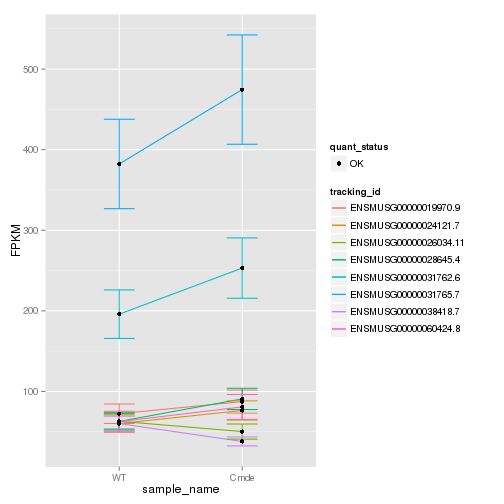 FPKM
500
400
300
200
100
WT
Cmde
sample_name
quant_status
OK
tracking_id
ENSMUSG00000019970.9
ENSMUSG00000024121.7
ENSMUSG00000026034.11
ENSMUSG00000028645.4
ENSMUSG00000031762.6
ENSMUSG00000031765.7
ENSMUSG00000038418.7
ENSMUSG00000060424.8